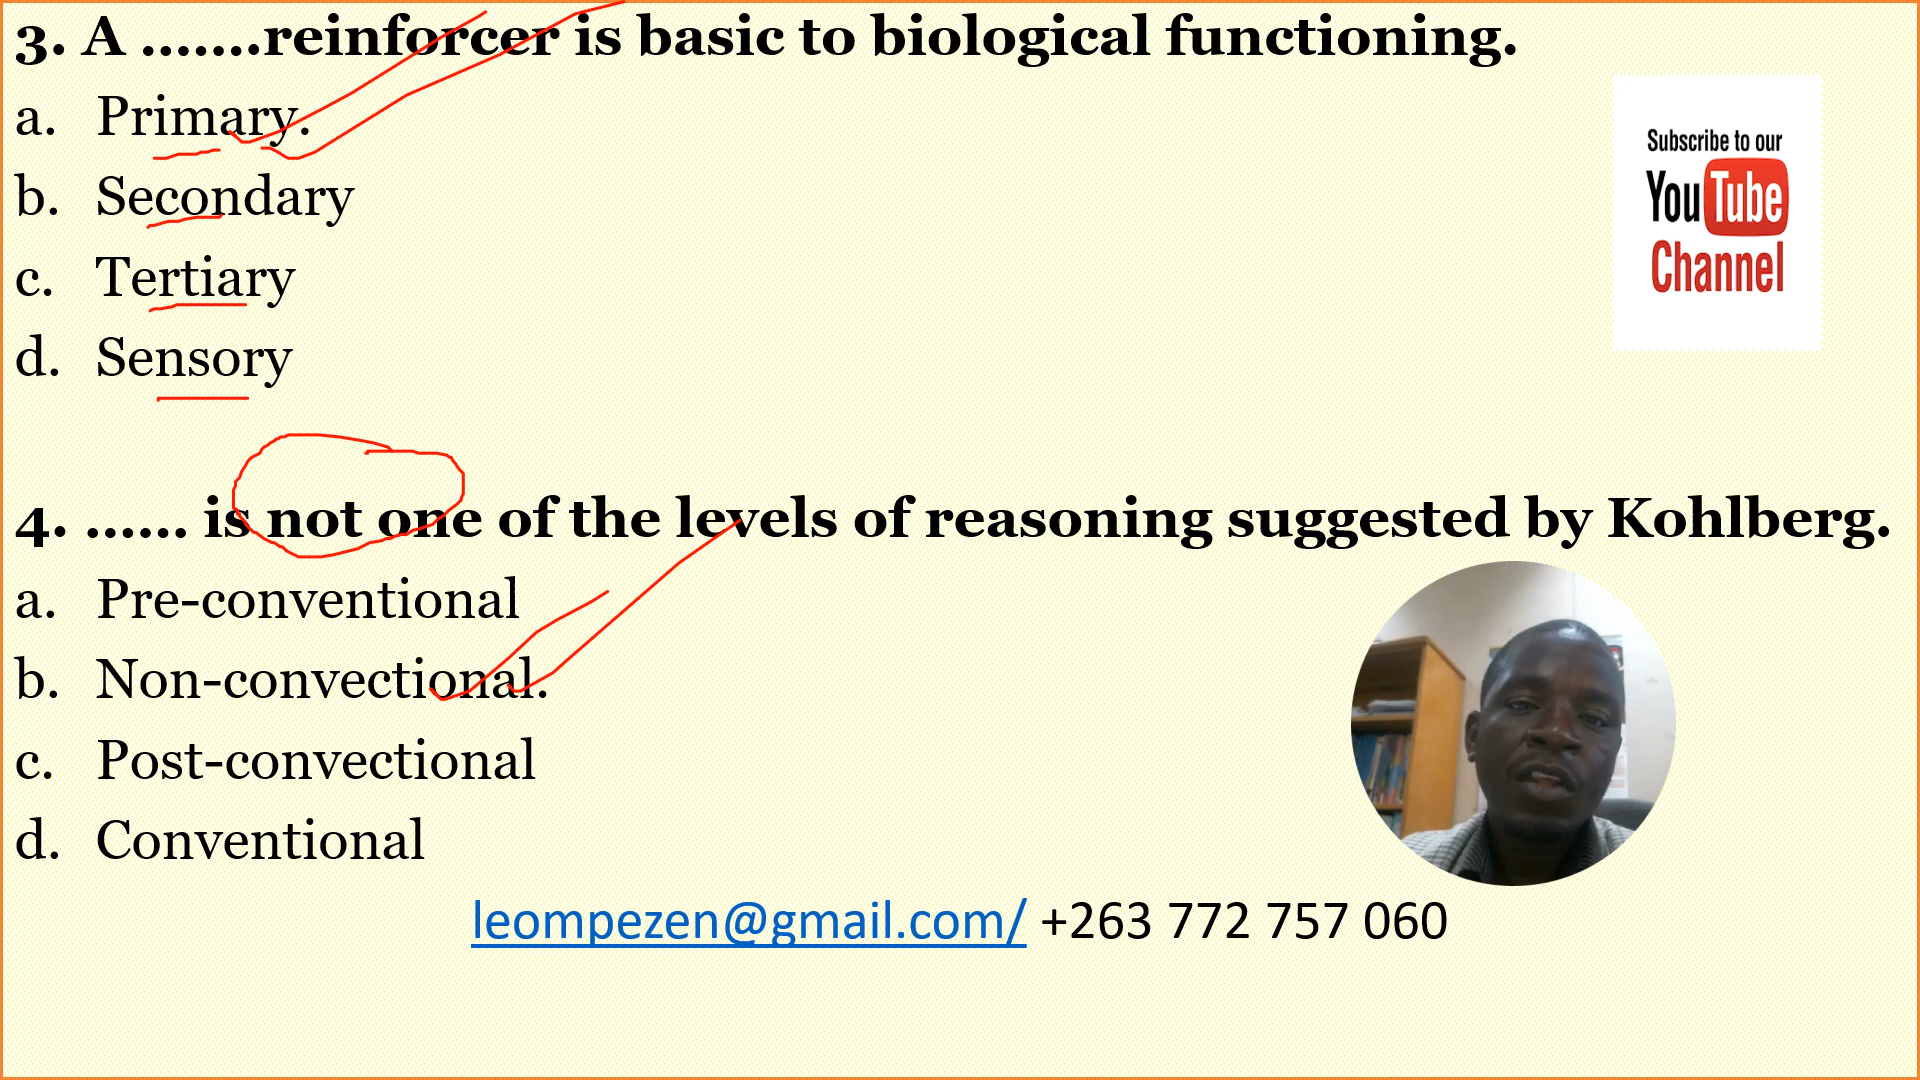 3. A .......reinforcer is basic to biological functioning.
a. Primary.
b. Secondary
c. Tertiary
d. Sensory
Subscribe to our
YouTube
Channel
4. ...... is not one of the levels of reasoning suggested by Kohlberg.
a. Pre-conventional
b. Non-convectional.
c. Post-convectional
d. Conventional
leompezen@gmail.com/ +263 772 757 060